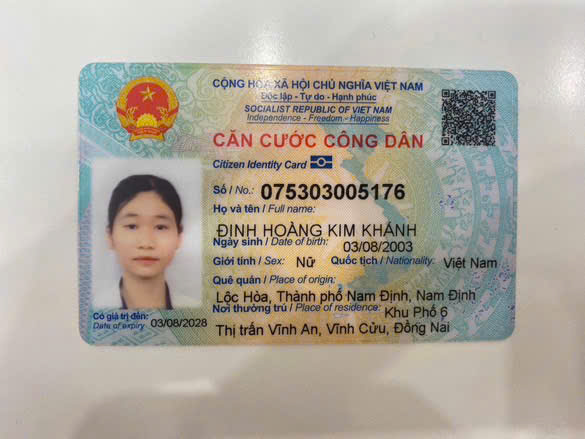 CỘNG HÒA XÃ HỘI CHỦ NGHĨA VIỆT NAM
Độc lập - Tự do - Hạnh phúc
SOCIALIST REPUBLIC OF VIET NAM
Independence - Freedom - Happiness
CĂN CƯỚC CÔNG DÂN
Citizen Identity Card
Số / No.: 075303005176
Họ và tên / Full name:
ĐINH HOÀNG KIM KHÁNH
Ngày sinh / Date of birth: 03/08/2003
Giới tính / Sex: Nữ Quốc tịch / Nationality: Việt Nam
Quê quán / Place of origin:
Lộc Hòa, Thành phố Nam Định, Nam Định
Nơi thường trú / Place of residence: Khu Phố 6
Thị trấn Vĩnh An, Vĩnh Cửu, Đồng Nai
Có giá trị đến: 03/08/2028
Date of expiry